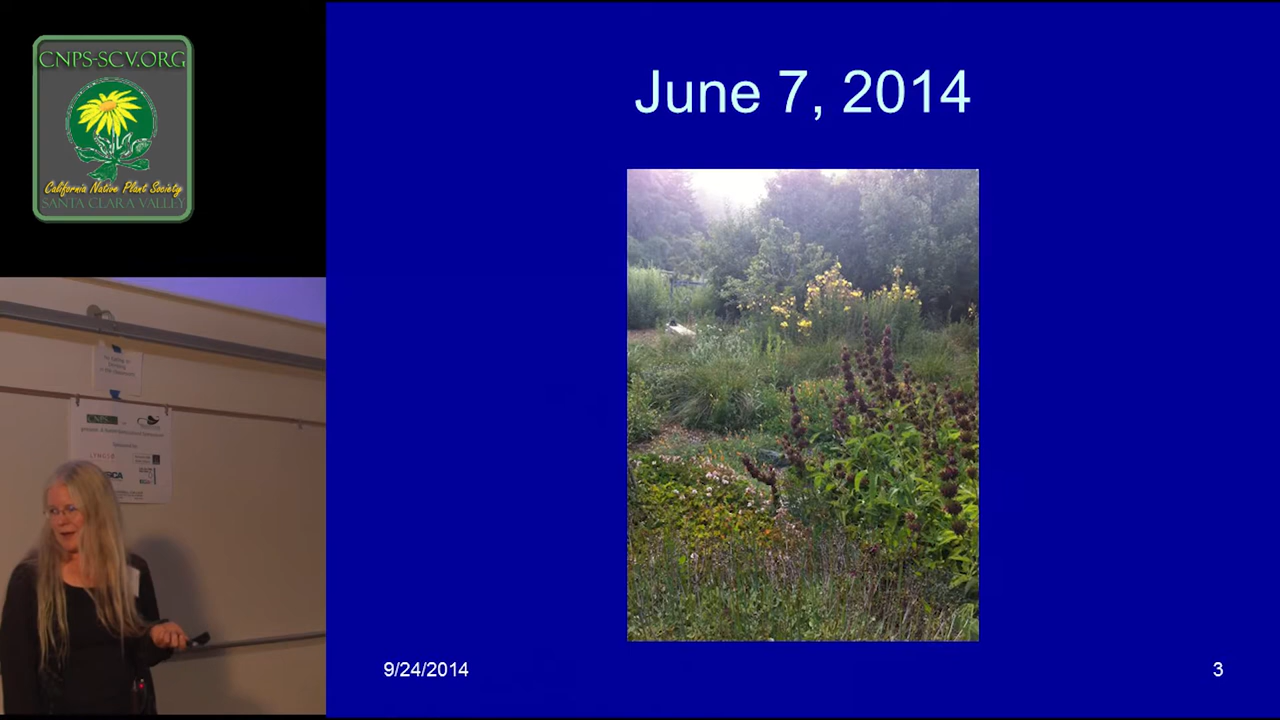 CNPS-SCV.ORG
California Native Plant Society
SANTA CLARA VALLEY
June 7, 2014
9/24/2014
3